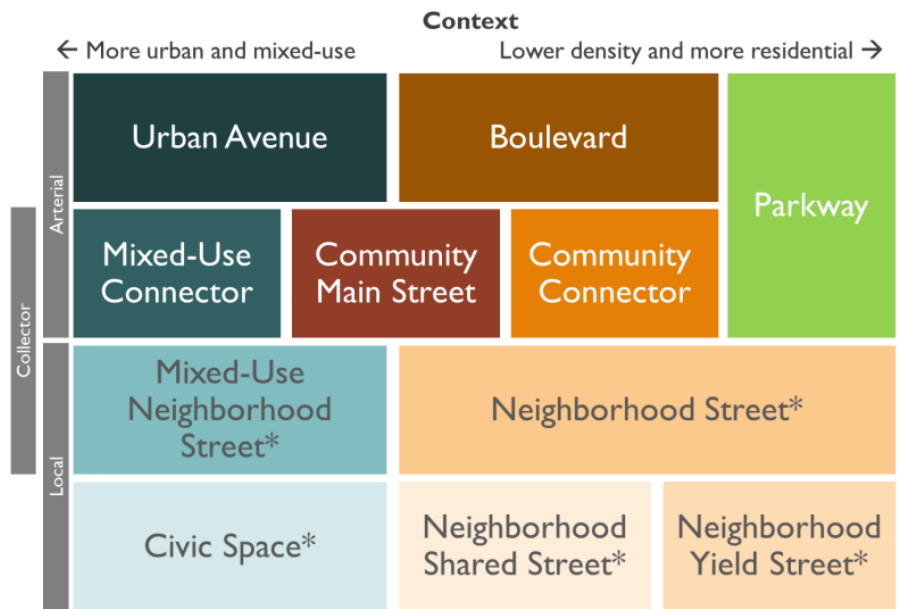 Context
← More urban and mixed-use
Lower density and more residential →
Arterial
Collector
Local
Urban Avenue
Boulevard
Parkway
Mixed-Use
Connector
Community
Main Street
Community
Connector
Mixed-Use
Neighborhood
Street*
Neighborhood Street*
Civic Space*
Neighborhood
Shared Street*
Neighborhood
Yield Street*